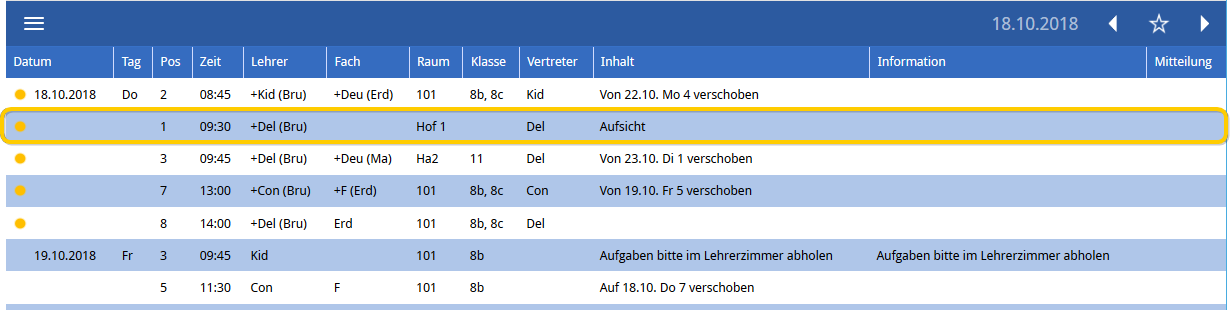 18.10.2018
Datum Tag Pos Zeit Lehrer Fach Raum Klasse Vertreter Inhalt Information Mitteilung
18.10.2018 Do 2 08:45 +Kid (Bru) +Deu (Erd) 101 8b, 8c Kid Von 22.10. Mo 4 verschoben
1 09:30 +Del (Bru) Hof 1 Del Aufsicht
3 09:45 +Del (Bru) +Deu (Ma) Ha2 11 Del Von 23.10. Di 1 verschoben
7 13:00 +Con (Bru) +F (Erd) 101 8b, 8c Con Von 19.10. Fr 5 verschoben
8 14:00 +Del (Bru) Erd 101 8b, 8c Del
19.10.2018 Fr 3 09:45 Kid 101 8b Aufgaben bitte im Lehrerzimmer abholen Aufgaben bitte im Lehrerzimmer abholen
5 11:30 Con F 101 8b Auf 18.10. Do 7 verschoben